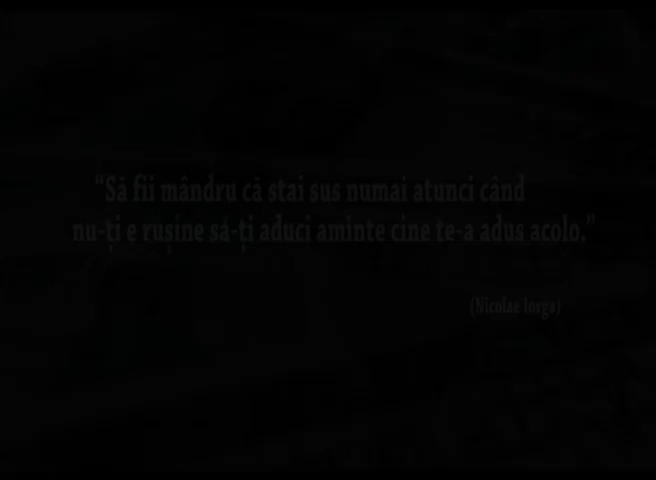 “Să fii mândru că stai sus numai atunci când
nu-ți e rușine să-ți aduci aminte cine te-a adus acolo.”
(Nicolae Iorga)